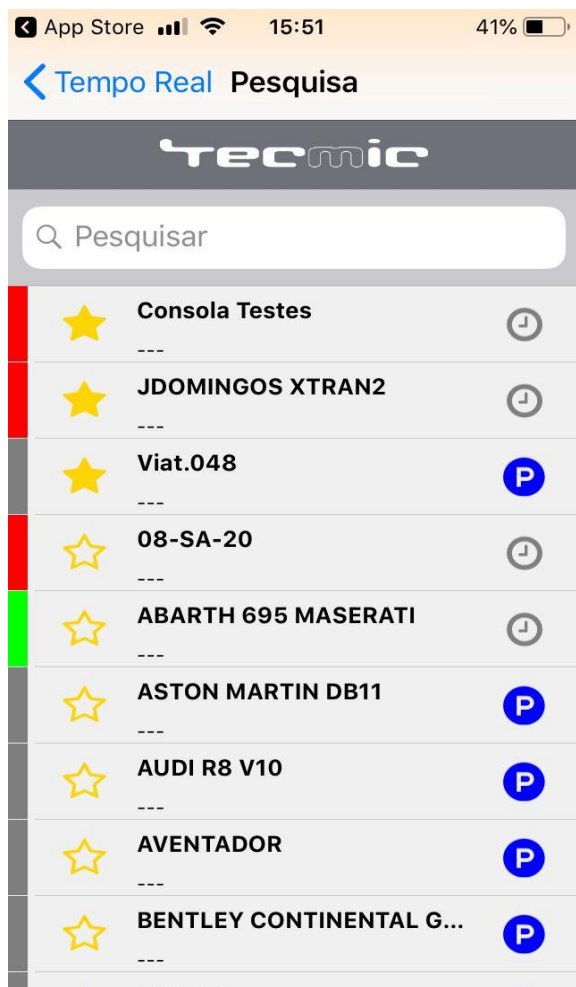 App Store 15:51 41%
Tempo Real Pesquisa
Tecmic
Pesquisar
Consola Testes
---
JDOMINGOS XTRAN2
---
Viat.048
---
P
08-SA-20
---
ABARTH 695 MASERATI
---
ASTON MARTIN DB11
---
P
AUDI R8 V10
---
P
AVENTADOR
---
P
BENTLEY CONTINENTAL G...
---
P